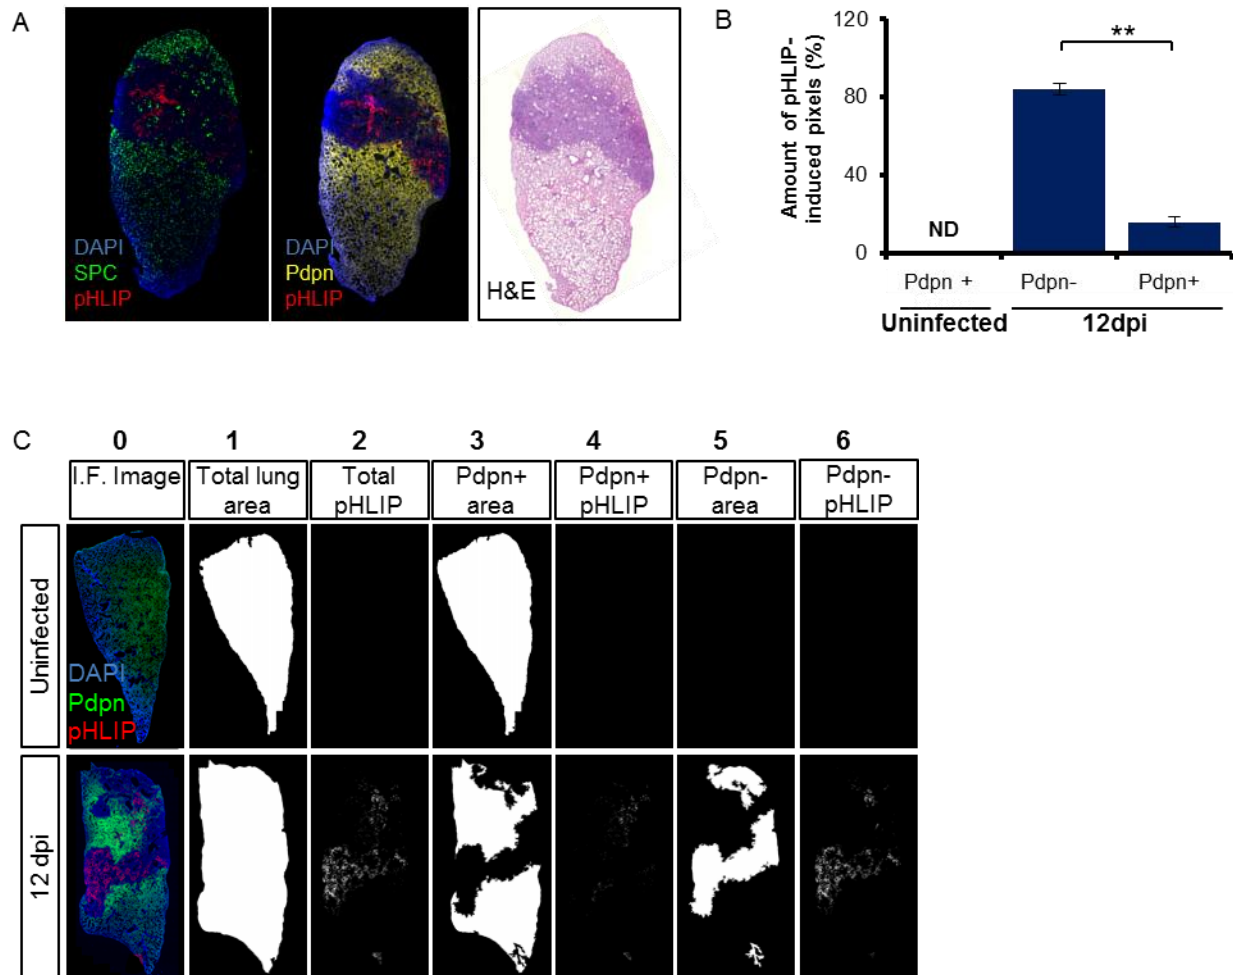 A
DAPI
SPC
pHLIP
DAPI
Pdpn
pHLIP
H&E
B
Amount of pHLIP-
induced pixels (%)
120
80
40
0
ND
**
Pdpn +
Pdpn-
Pdpn+
Uninfected
12dpi
C
0
1
2
3
4
5
6
I.F. Image
Total lung
area
Total
pHLIP
Pdpn+
area
Pdpn+
pHLIP
Pdpn-
area
Pdpn-
pHLIP
Uninfected
DAPI
Pdpn
pHLIP
12 dpi